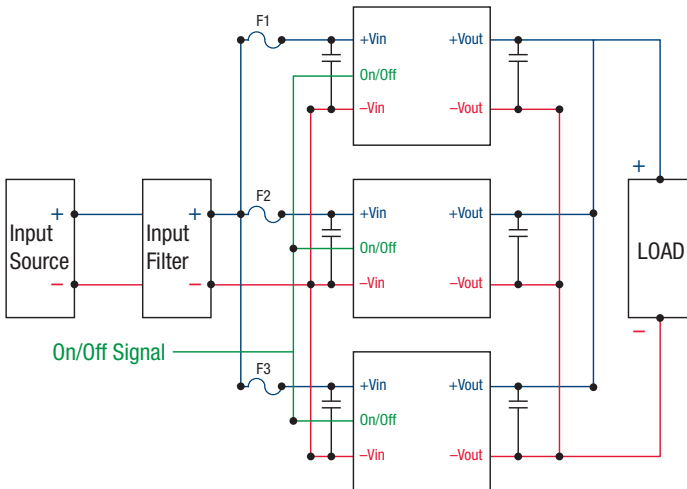 F1
+Vin
+Vout
On/Off
–Vin
–Vout
+
F2
+Vin
+Vout
+
+
Input
Source
Input
Filter
On/Off
LOAD
–
–
–Vin
–Vout
–
On/Off Signal
F3
+Vin
+Vout
On/Off
–Vin
–Vout